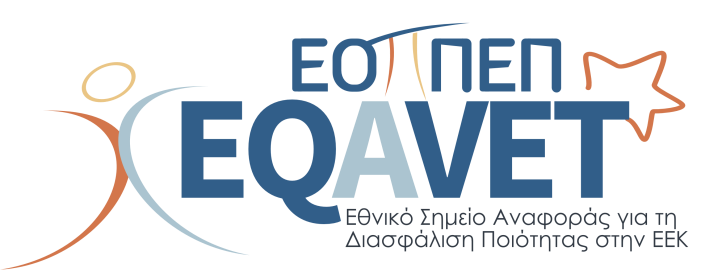 ΕΟΠΠΕΠ
EQAVET
Εθνικό Σημείο Αναφοράς για τη
Διασφάλιση Ποιότητας στην ΕΕΚ